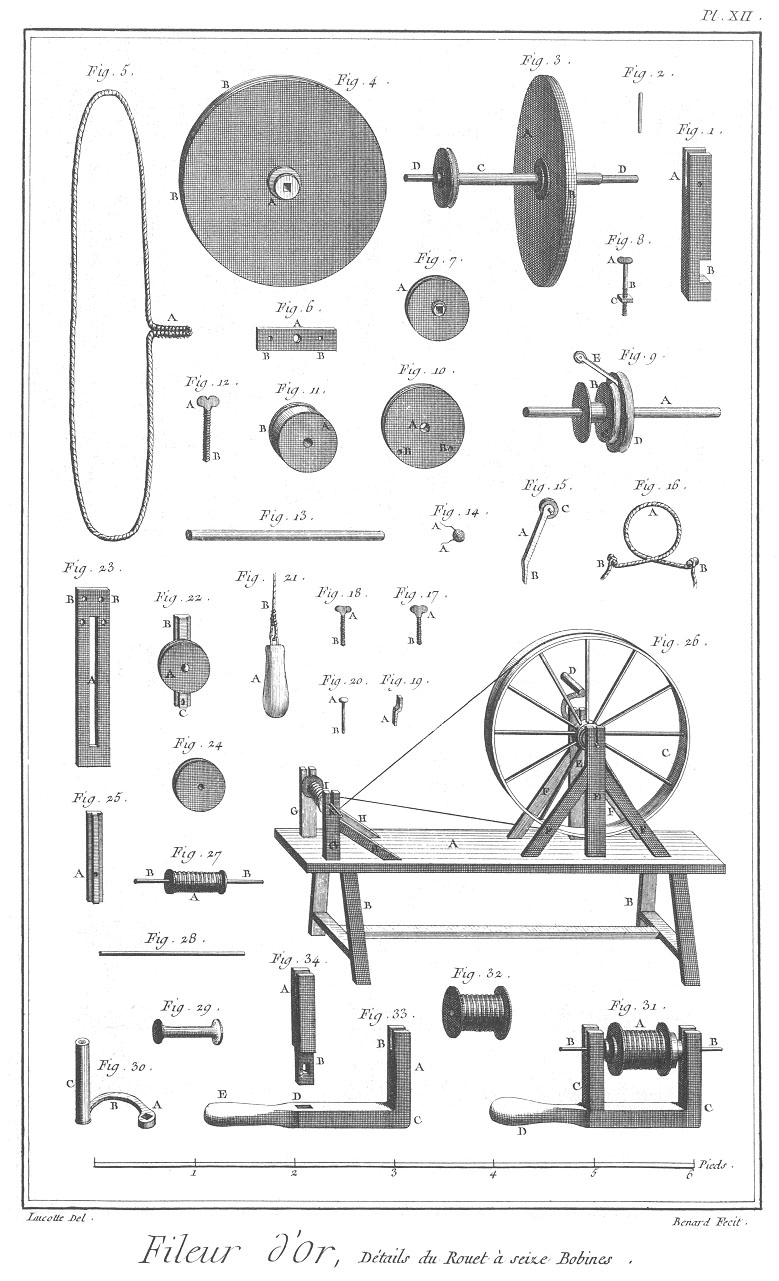 Pl. XII.
Fig. 5.
B
Fig. 4.
Fig. 3.
Fig. 2.
Fig. 1.
A
D
C
D
A
B
B
A
B
Fig. 8.
A
B
C
Fig. 7.
A
A
Fig. 6.
A
B
B
Fig. 12.
A
B
Fig. 11.
B
A
Fig. 10.
A
B
B
E
Fig. 9.
B
A
D
Fig. 13.
Fig. 14.
A
A
Fig. 15.
C
A
B
Fig. 16.
A
B
B
Fig. 23.
B
B
A
Fig. 22.
B
A
C
Fig. 21.
B
A
Fig. 18.
A
B
Fig. 17.
A
B
Fig. 20.
A
B
Fig. 19.
A
Fig. 26.
D
C
E
E
F
F
F
F
I
G
G
H
H
A
B
B
Fig. 24.
Fig. 25.
A
Fig. 27.
B
B
A
Fig. 28.
Fig. 29.
Fig. 30.
C
B
A
Fig. 34.
A
B
Fig. 33.
B
A
E
D
C
Fig. 32.
Fig. 31.
A
B
B
C
C
D
1
2
3
4
5
6
Pieds.
Lucotte Del.
Benard Fecit.
Fileur d'Or, Détails du Rouet à seize Bobines.